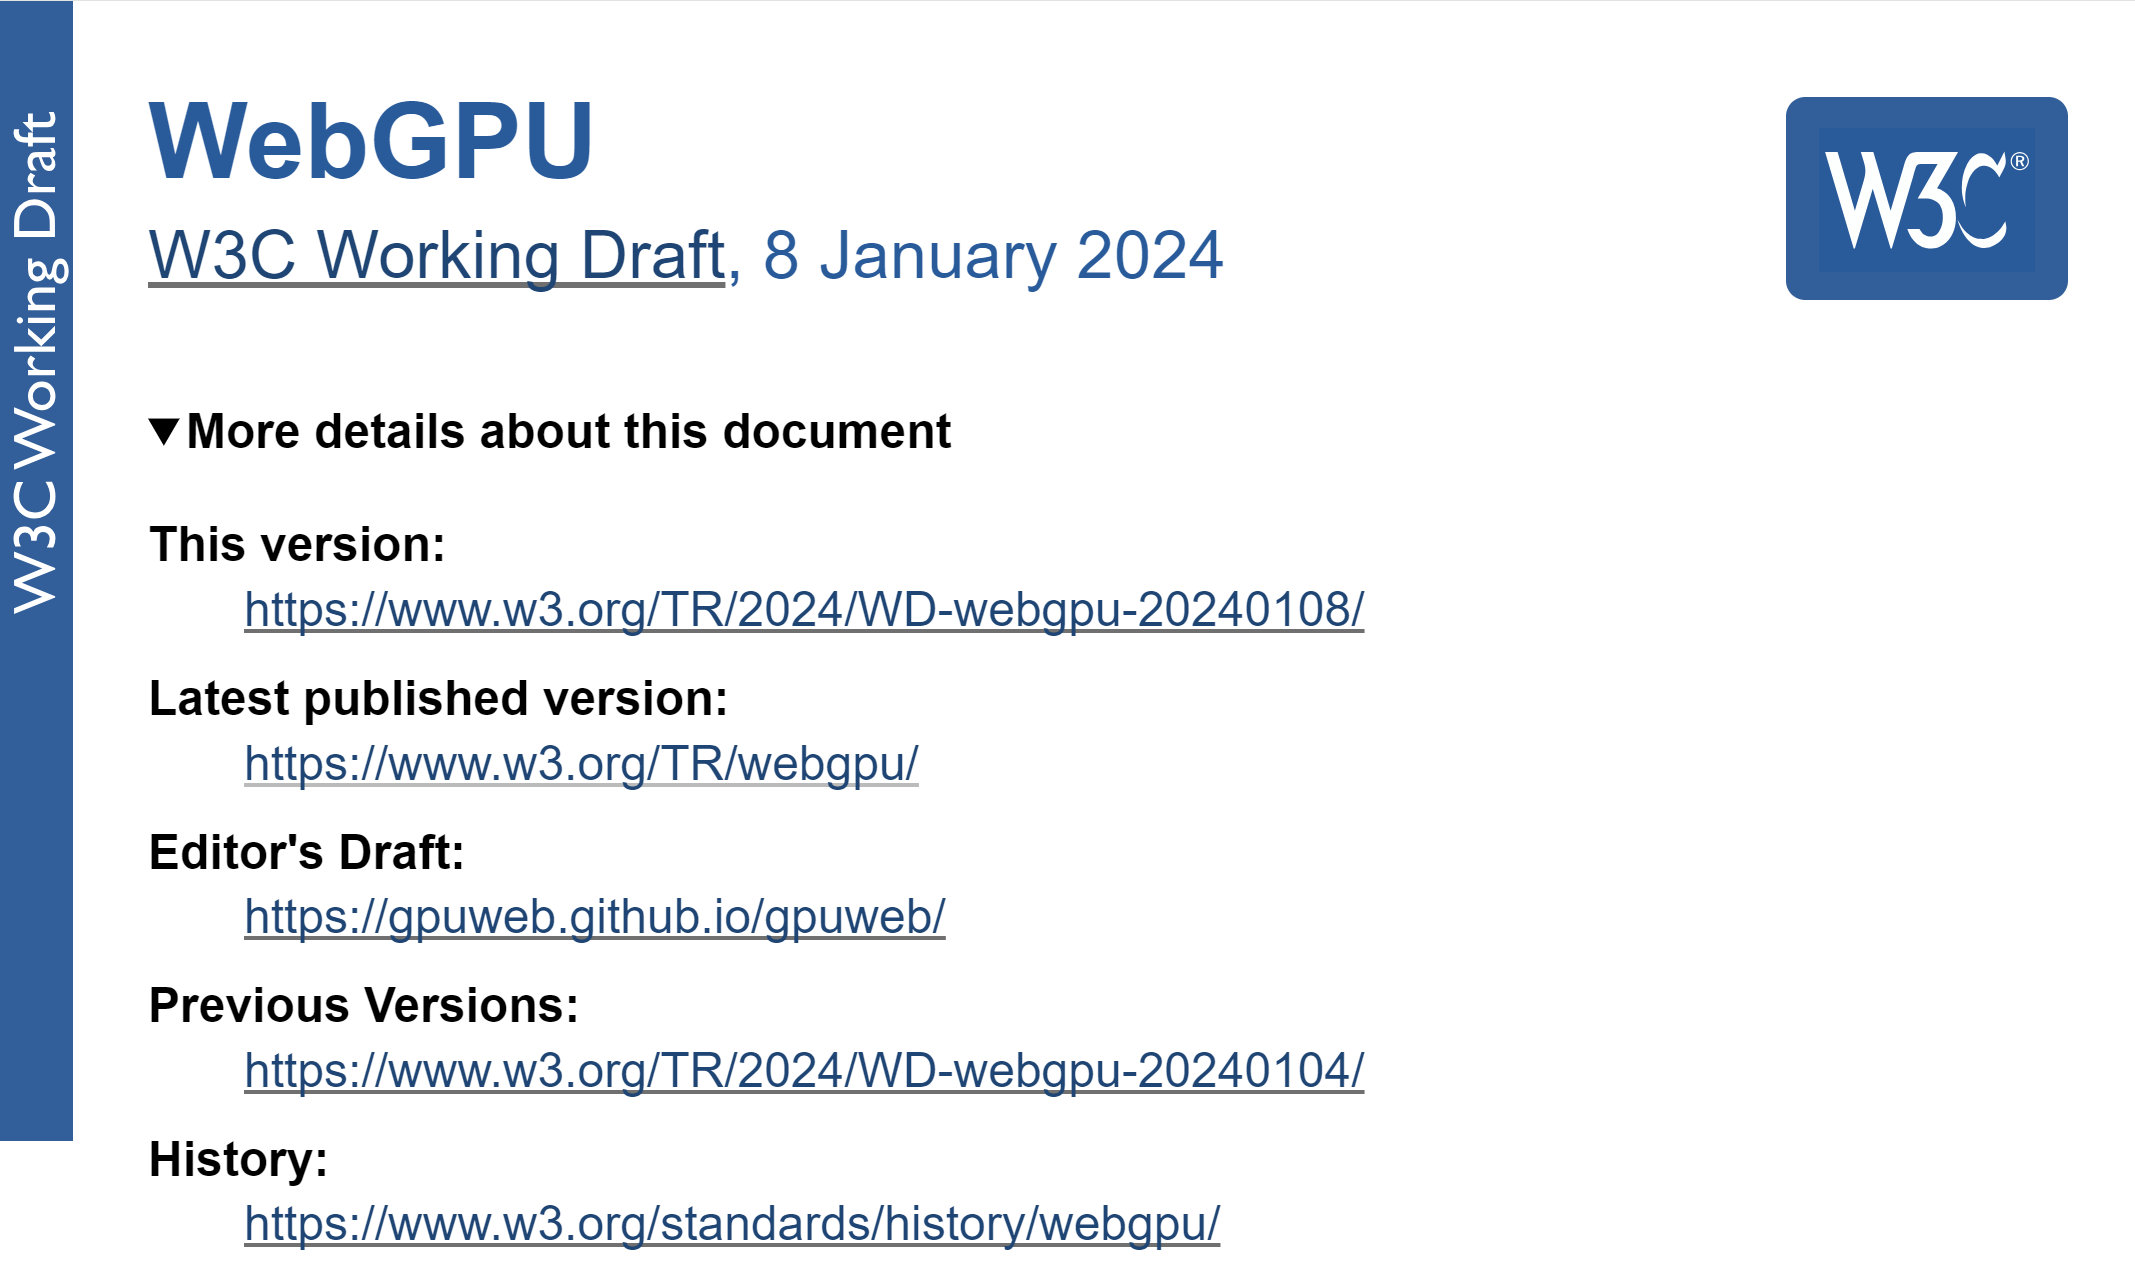 W3C Working Draft
WebGPU
W3C®
W3C Working Draft, 8 January 2024
▼More details about this document
This version:
https://www.w3.org/TR/2024/WD-webgpu-20240108/
Latest published version:
https://www.w3.org/TR/webgpu/
Editor's Draft:
https://gpuweb.github.io/gpuweb/
Previous Versions:
https://www.w3.org/TR/2024/WD-webgpu-20240104/
History:
https://www.w3.org/standards/history/webgpu/